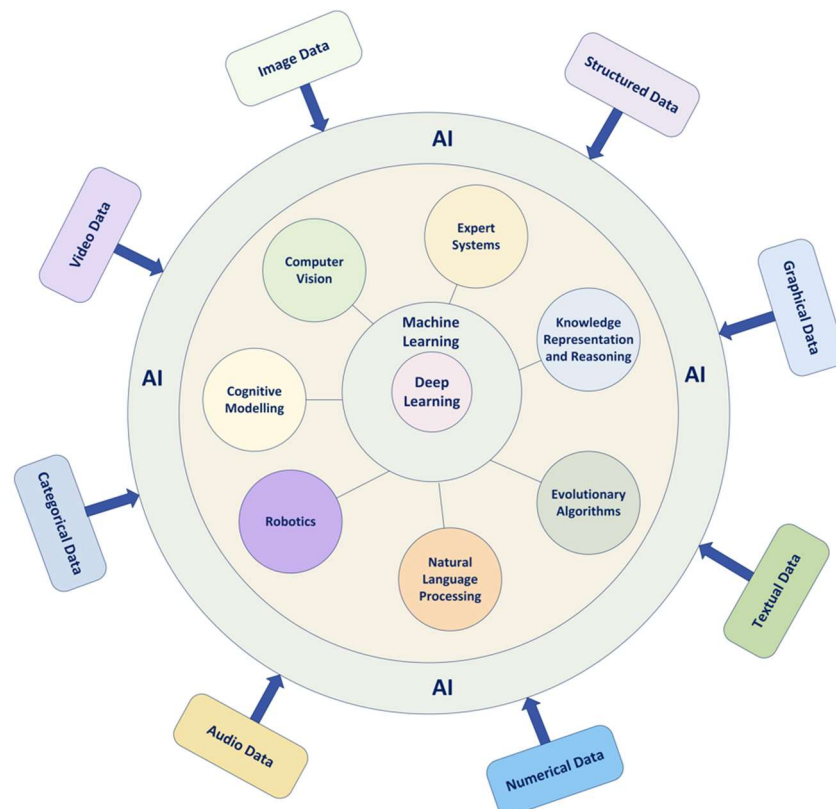 Image Data
Structured Data
AI
Expert
Systems
Computer
Vision
Video Data
Graphical Data
Machine
Learning
Knowledge
Representation
and Reasoning
AI
AI
Deep
Learning
Cognitive
Modelling
Categorical Data
Evolutionary
Algorithms
Robotics
Natural
Language
Processing
Textual Data
AI
Audio Data
Numerical Data